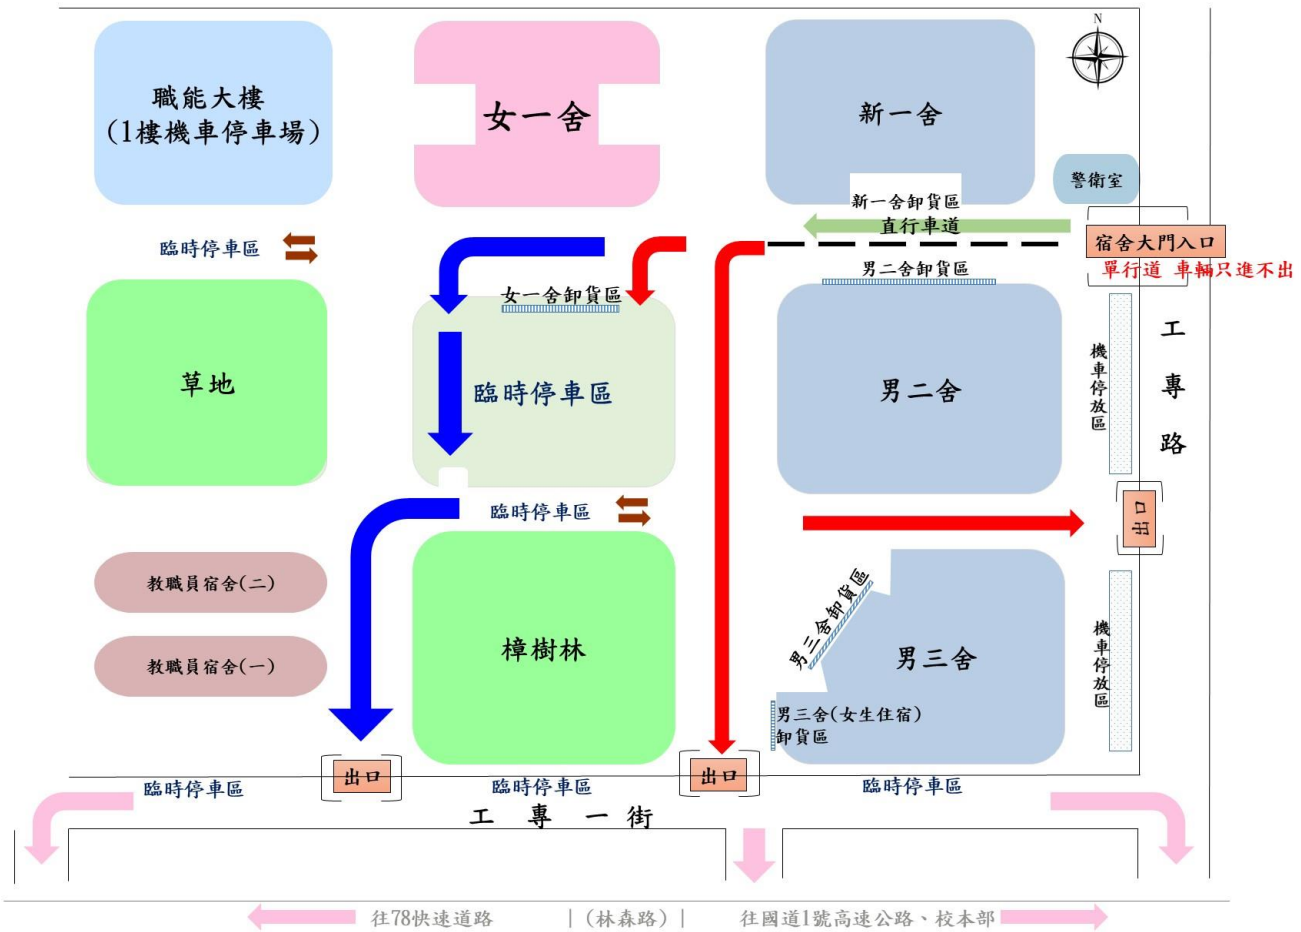 N
職能大樓
(1樓機車停車場)
女一舍
新一舍
警衛室
新一舍卸貨區
直行車道
宿舍大門入口
單行道 車輛只進不出
臨時停車區
男二舍卸貨區
女一舍卸貨區
草地
臨時停車區
男二舍
機車停放區
工專路
臨時停車區
出口
教職員宿舍(二)
教職員宿舍(一)
樟樹林
男三舍卸貨區
男三舍
機車停放區
男三舍(女生住宿)
卸貨區
出口
出口
臨時停車區
臨時停車區
臨時停車區
工專一街
往78快速道路
|(林森路)|
往國道1號高速公路、校本部